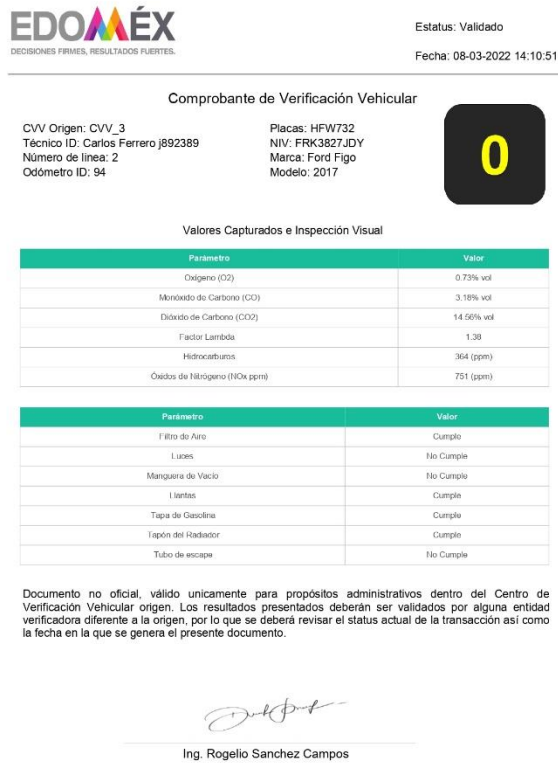 EDOMÉX
DECISIONES FIRMES, RESULTADOS FUERTES.
Estatus: Validado
Fecha: 08-03-2022 14:10:51
Comprobante de Verificación Vehicular
CVV Origen: CVV_3
Técnico ID: Carlos Ferrero j892389
Número de linea: 2
Odómetro ID: 94
Placas: HFW732
NIV: FRK3827JDY
Marca: Ford Figo
Modelo: 2017
0
Valores Capturados e Inspección Visual
Parámetro Valor
Oxígeno (O2) 0.73% vol
Monóxido de Carbono (CO) 3.18% vol
Dióxido de Carbono (CO2) 14.56% vol
Factor Lambda 1.38
Hidrocarburos 364 (ppm)
Óxidos de Nitrógeno (NOx ppm) 751 (ppm)
Parámetro Valor
Filtro de Aire Cumple
Luces No Cumple
Manguera de Vacio No Cumple
Llantas Cumple
Tapa de Gasolina Cumple
Tapón del Radiador Cumple
Tubo de escape No Cumple
Documento no oficial, válido unicamente para propósitos administrativos dentro del Centro de
Verificación Vehicular origen. Los resultados presentados deberán ser validados por alguna entidad
verificadora diferente a la origen, por lo que se deberá revisar el status actual de la transacción así como
la fecha en la que se genera el presente documento.
Ing. Rogelio Sanchez Campos